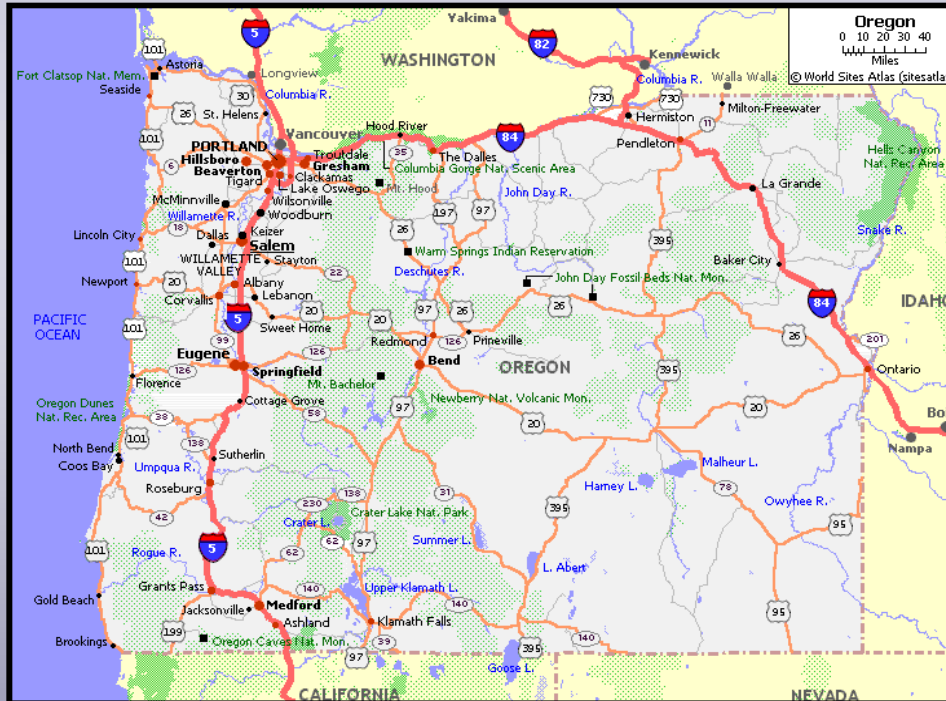 Oregon
0 10 20 30 40
Miles
© World Sites Atlas (sitesatla
Yakima
5
82
WASHINGTON
Kennewick
Columbia R.
Walla Walla
101
Astoria
Fort Clatsop Nat. Mem.
Seaside
Longview
Columbia R.
30
26
St. Helens
101
Vancouver
Hood River
84
730
730
Hermiston
11
Milton-Freewater
Pendleton
PORTLAND
Hillsboro
Beaverton
Tigard
Troutdale
Gresham
Clackamas
Lake Oswego
Wilsonville
Woodburn
35
The Dalles
Columbia Gorge Nat. Scenic Area
Mt. Hood
John Day R.
Hells Canyon
Nat. Rec. Area
La Grande
6
McMinnville
Willamette R.
18
Lincoln City
Dallas
Keizer
Salem
WILLAMETTE
VALLEY
Stayton
26
197
97
395
Snake R.
Warm Springs Indian Reservation
Deschutes R.
Baker City
101
Newport
20
Albany
Corvallis
Lebanon
22
John Day Fossil Beds Nat. Mon.
84
IDAHO
PACIFIC
OCEAN
101
5
Sweet Home
20
20
97
26
26
26
99
Redmond
126
Prineville
201
Eugene
Springfield
126
126
Bend
OREGON
395
Ontario
Florence
Mt. Bachelor
Oregon Dunes
Nat. Rec. Area
Cottage Grove
Newberry Nat. Volcanic Mon.
38
58
97
20
20
Bo
Nampa
101
138
North Bend
Coos Bay
Sutherlin
Umpqua R.
Roseburg
Harney L.
Malheur L.
78
Owyhee R.
42
230
138
31
395
95
Crater L.
Crater Lake Nat. Park
101
Rogue R.
5
62
62
97
Summer L.
L. Abert
Grants Pass
140
Upper Klamath L.
140
Gold Beach
Jacksonville
Medford
Ashland
Klamath Falls
95
Brookings
199
Oregon Caves Nat. Mon.
39
97
395
140
Goose L.
CALIFORNIA
NEVADA